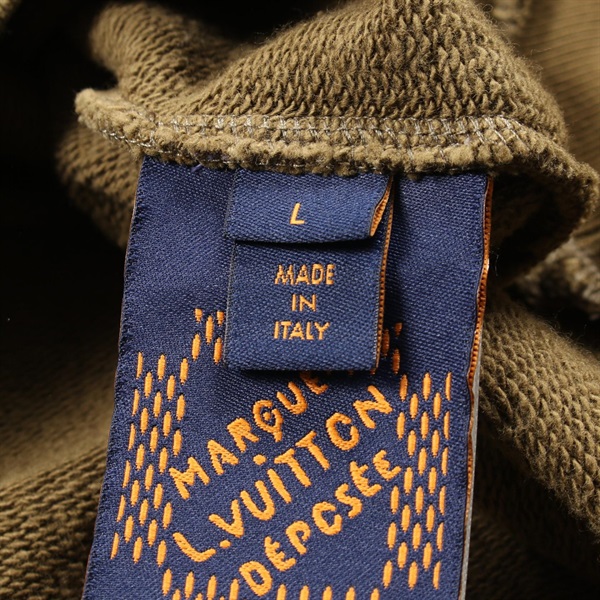 L
MADE
IN
ITALY
MARQUE
L.VUITTON
DÉPOSÉE